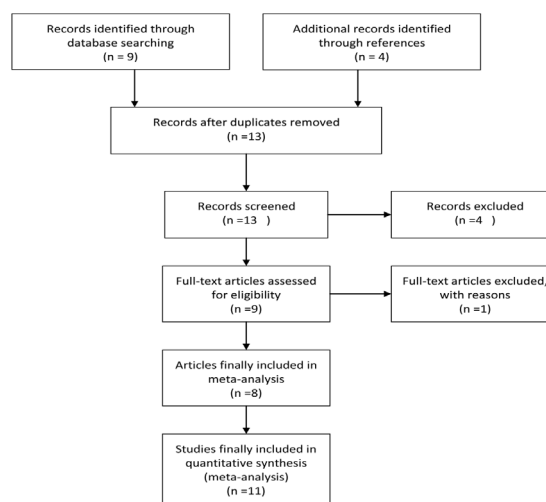 Records identified through
database searching
(n = 9)
Additional records identified
through references
(n = 4)
Records after duplicates removed
(n =13)
Records screened
(n =13   )
Records excluded
(n =4   )
Full-text articles assessed
for eligibility
(n =9)
Full-text articles excluded,
with reasons
(n =1)
Articles finally included in
meta-analysis
(n =8)
Studies finally included in
quantitative synthesis
(meta-analysis)
(n =11)